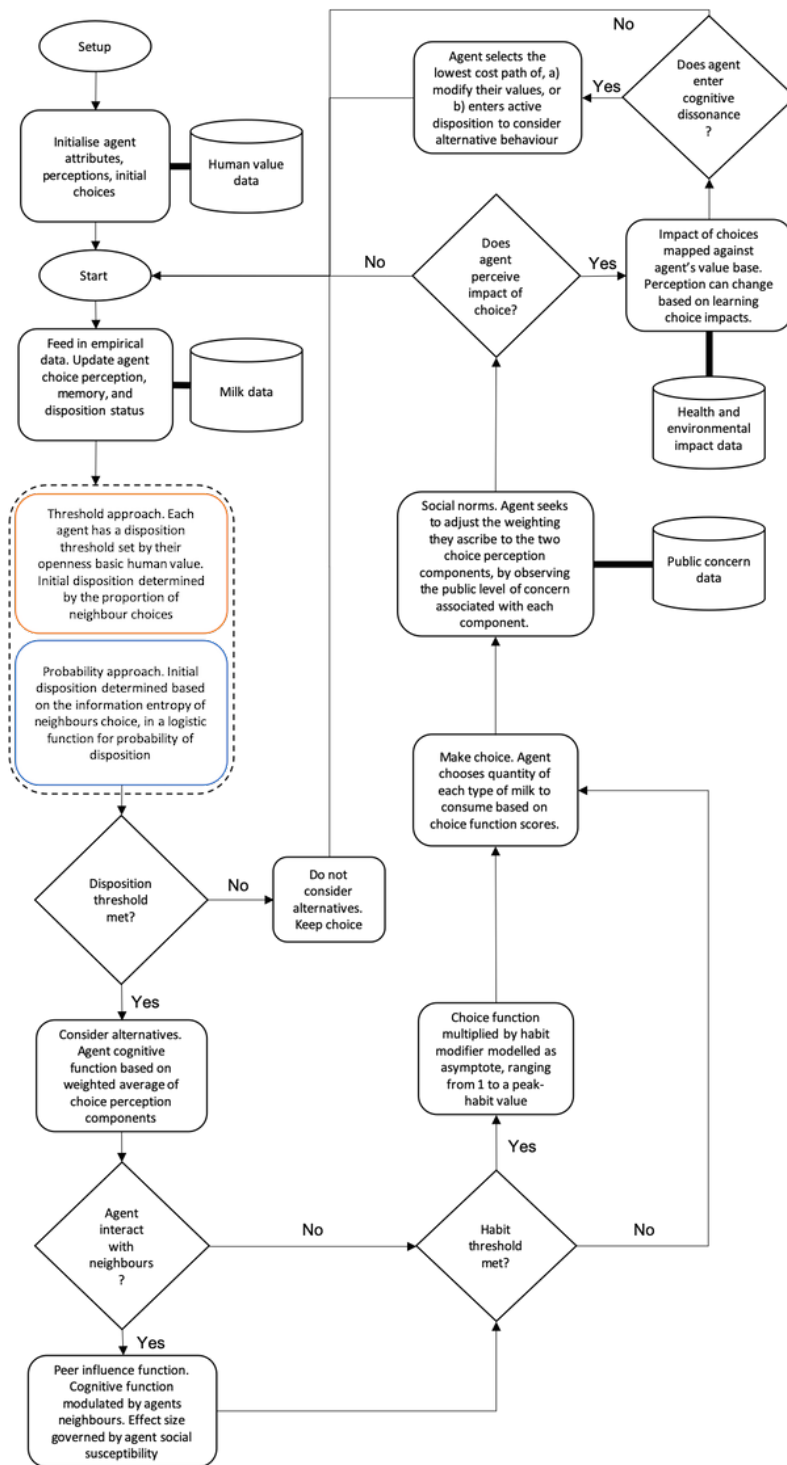 Setup
Initialise agent
attributes,
perceptions, initial
choices
Human value
data
Start
Feed in empirical
data. Update agent
choice perception,
memory, and
disposition status
Milk data
Threshold approach. Each
agent has a disposition
threshold set by their
openness basic human value.
Initial disposition determined
by the proportion of
neighbour choices
Probability approach. Initial
disposition determined based
on the information entropy of
neighbours choice, in a logistic
function for probability of
disposition
Disposition
threshold
met?
No
Do not
consider
alternatives.
Keep choice
Yes
Consider alternatives.
Agent cognitive
function based on
weighted average of
choice perception
components
Agent
interact
with
neighbours
?
No
Yes
Peer influence function.
Cognitive function
modulated by agents
neighbours. Effect size
governed by agent social
susceptibility
Habit
threshold
met?
No
Yes
Choice function
multiplied by habit
modifier modelled as
asymptote, ranging
from 1 to a peak-
habit value
Make choice. Agent
chooses quantity of
each type of milk to
consume based on
choice function scores.
Social norms. Agent seeks
to adjust the weighting
they ascribe to the two
choice perception
components, by observing
the public level of concern
associated with each
component.
Public concern
data
Does
agent
perceive
impact of
choice?
No
Yes
Impact of choices
mapped against
agent's value base.
Perception can change
based on learning
choice impacts.
Health and
environmental
impact data
Does agent
enter
cognitive
dissonance
?
No
Yes
Agent selects the
lowest cost path of, a)
modify their values, or
b) enters active
disposition to consider
alternative behaviour